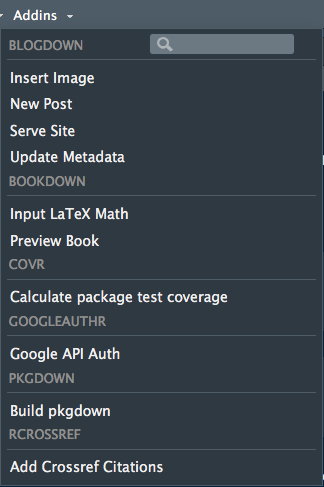 Addins
BLOGDOWN
Insert Image
New Post
Serve Site
Update Metadata
BOOKDOWN
Input LaTeX Math
Preview Book
COVR
Calculate package test coverage
GOOGLEAUTHR
Google API Auth
PKGDOWN
Build pkgdown
RCROSSREF
Add Crossref Citations